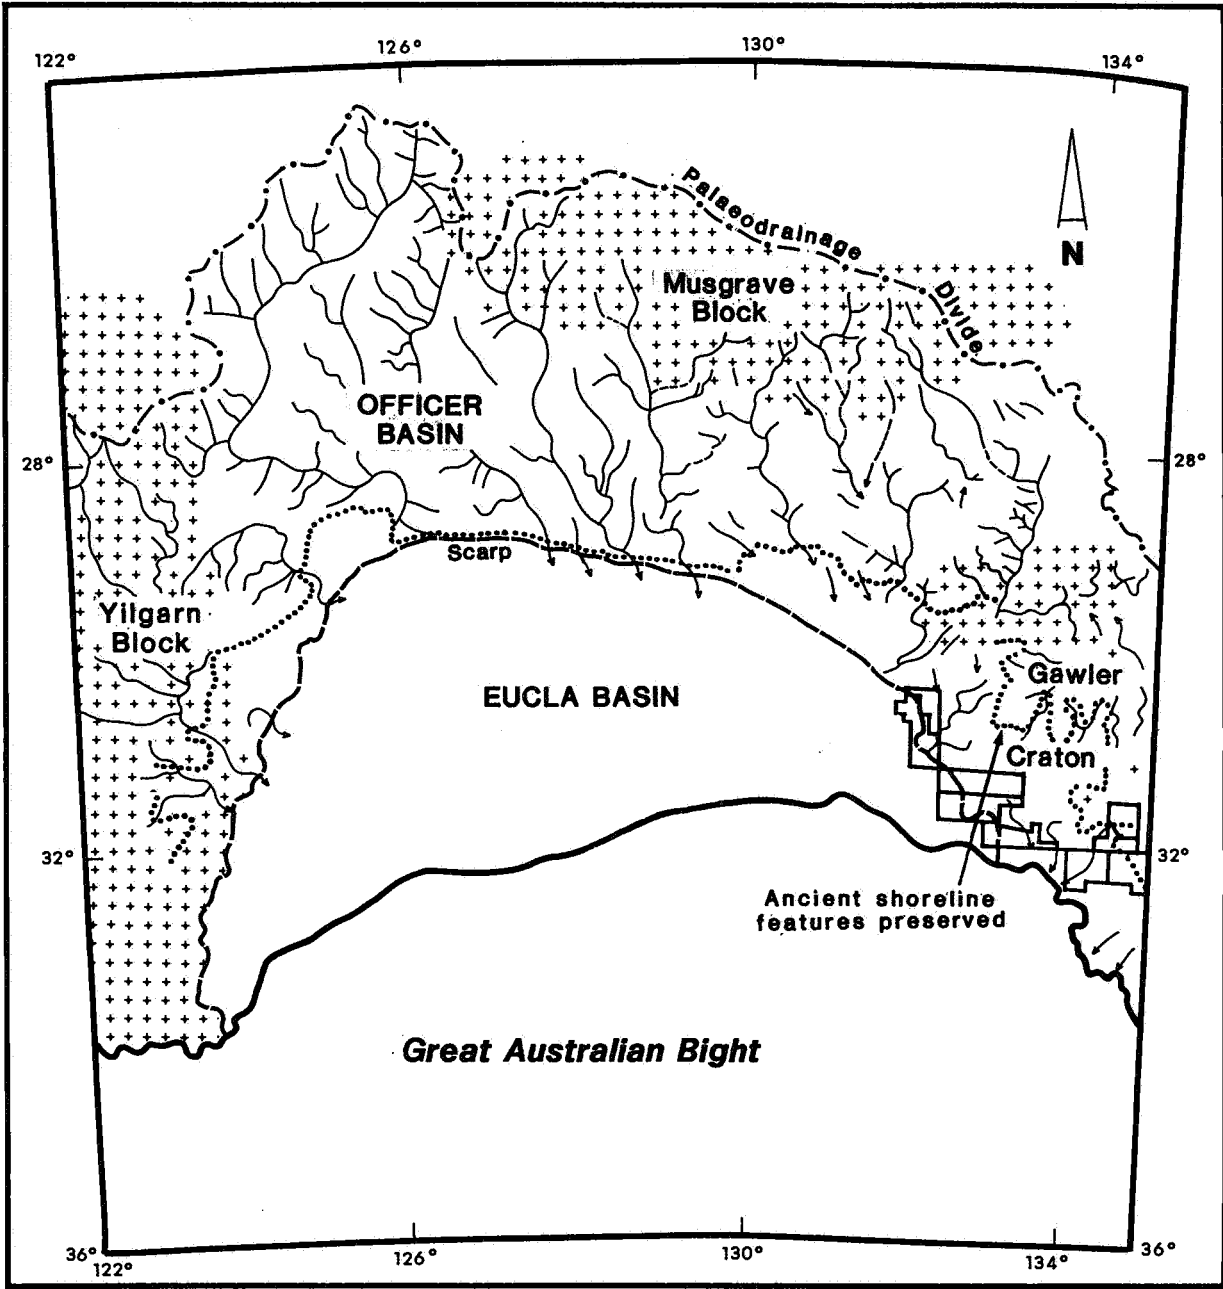 122°
126°
130°
134°
Palaeodrainage
Divide
N
Musgrave
Block
OFFICER
BASIN
28°
28°
Scarp
Yilgarn
Block
Gawler
EUCLA BASIN
Craton
32°
32°
Ancient shoreline
features preserved
Great Australian Bight
36°
36°
122°
126°
130°
134°